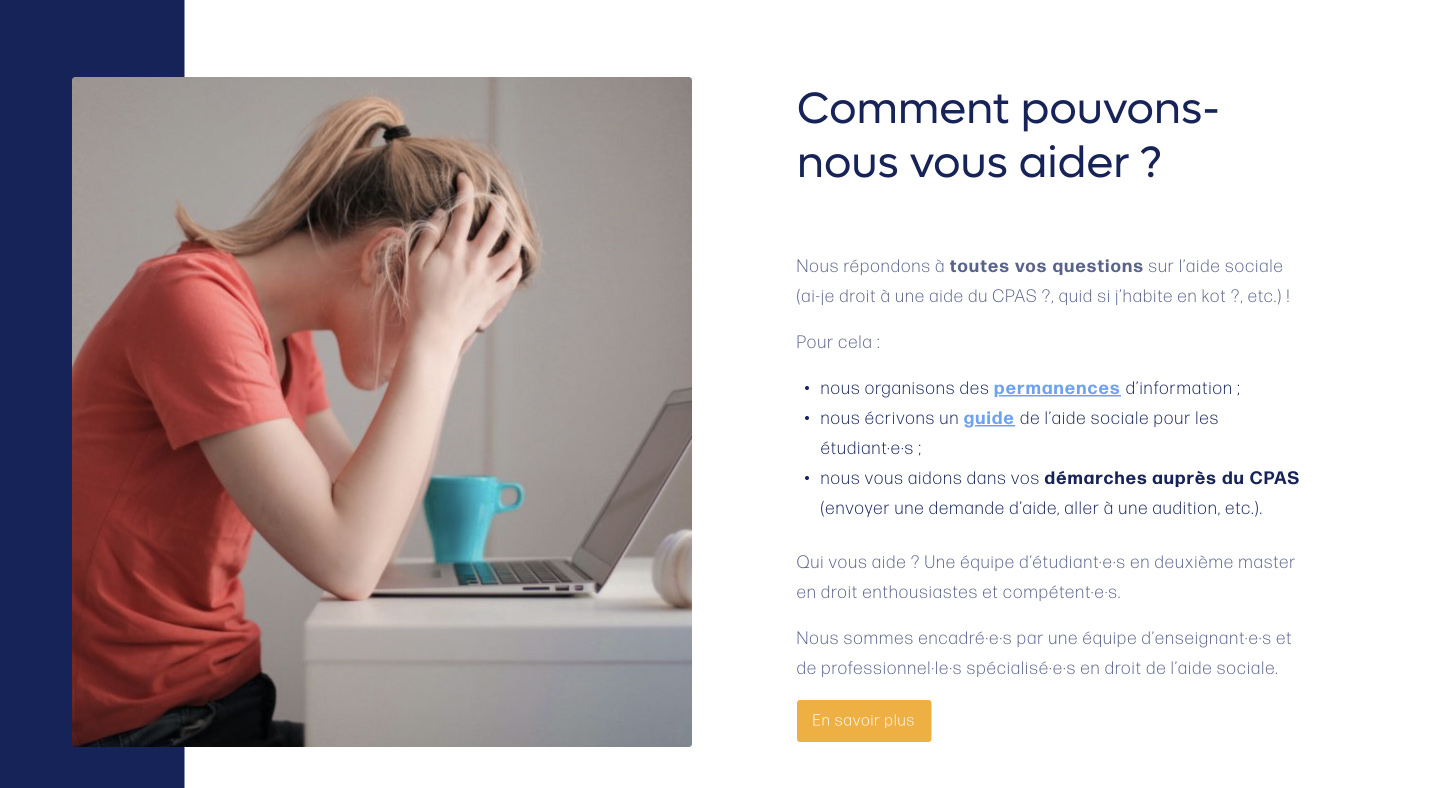 Comment pouvons-
nous vous aider ?
Nous répondons à toutes vos questions sur l’aide sociale
(ai-je droit à une aide du CPAS ?, quid si j’habite en kot ?, etc.) !
Pour cela :
• nous organisons des permanences d’information ;
• nous écrivons un guide de l’aide sociale pour les
étudiant·e·s ;
• nous vous aidons dans vos démarches auprès du CPAS
(envoyer une demande d’aide, aller à une audition, etc.).
Qui vous aide ? Une équipe d’étudiant·e·s en deuxième master
en droit enthousiastes et compétent·e·s.
Nous sommes encadré·e·s par une équipe d’enseignant·e·s et
de professionnel·le·s spécialisé·e·s en droit de l’aide sociale.
En savoir plus